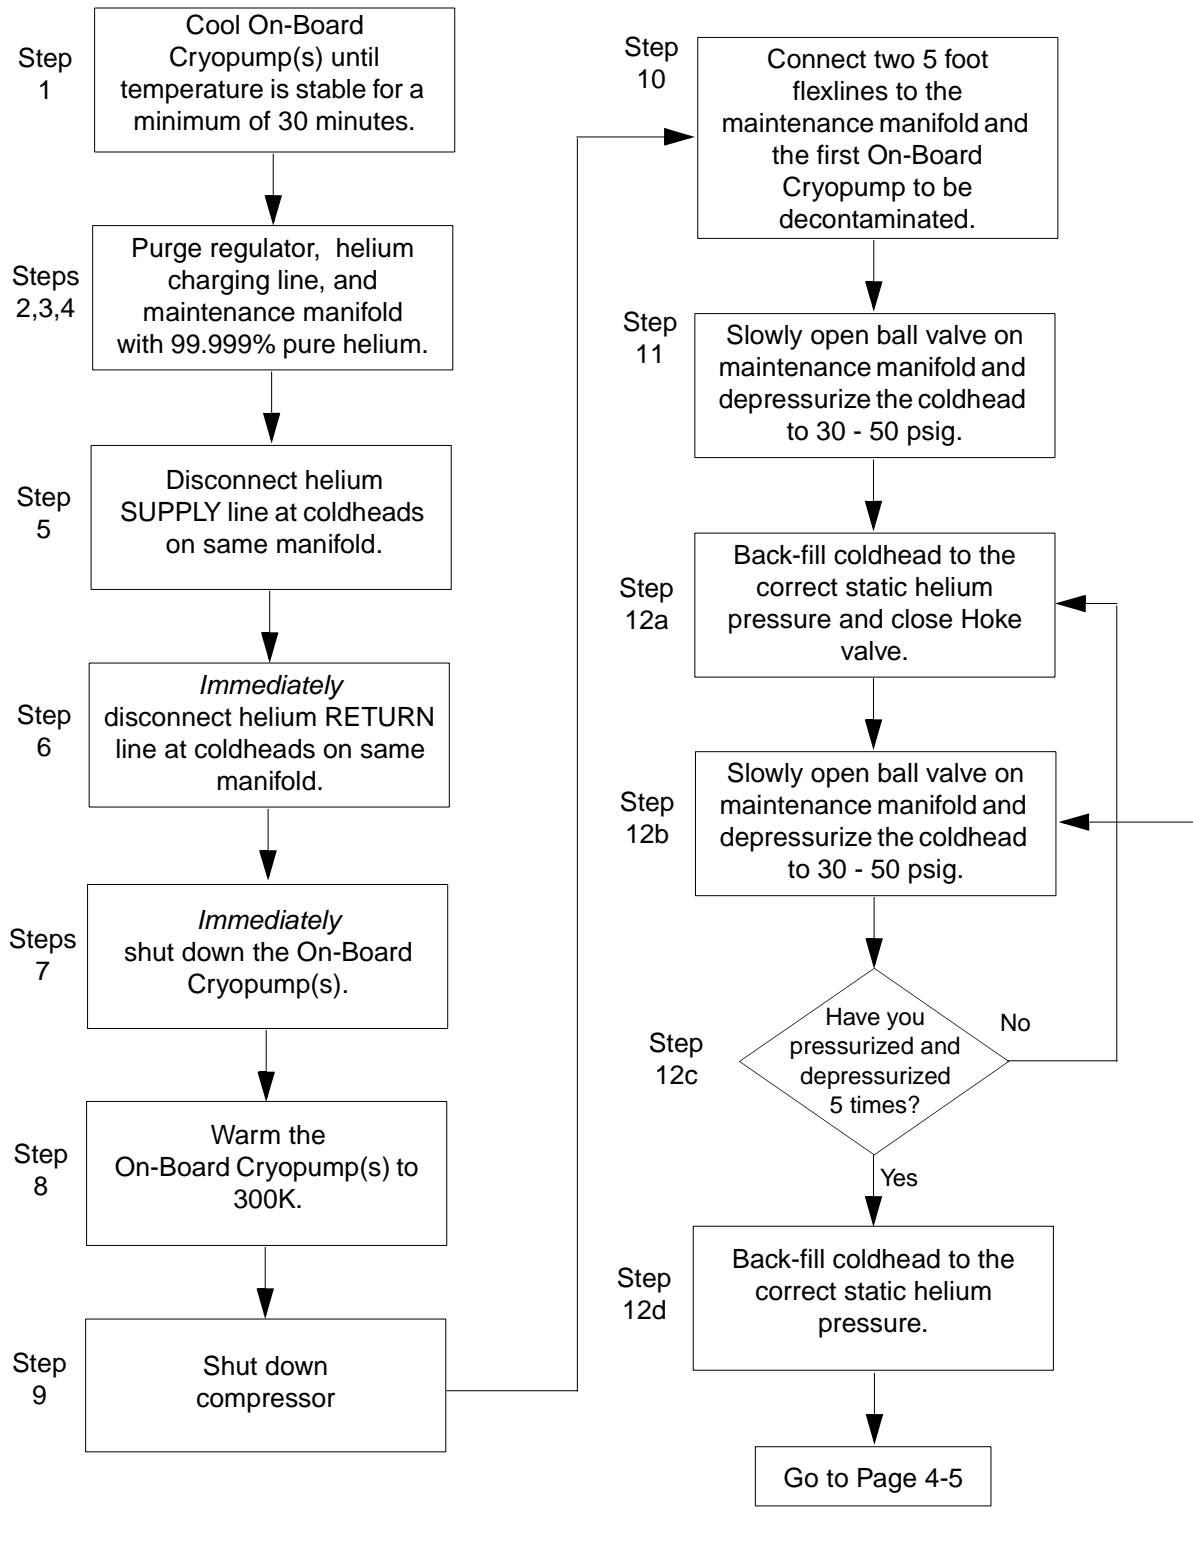 Step
1
Cool On-Board
Cryopump(s) until
temperature is stable for a
minimum of 30 minutes.
Steps
2,3,4
Purge regulator, helium
charging line, and
maintenance manifold
with 99.999% pure helium.
Step
5
Disconnect helium
SUPPLY line at coldheads
on same manifold.
Step
6
Immediately
disconnect helium RETURN
line at coldheads on same
manifold.
Steps
7
Immediately
shut down the On-Board
Cryopump(s).
Step
8
Warm the
On-Board Cryopump(s) to
300K.
Step
9
Shut down
compressor
Step
10
Connect two 5 foot
flexlines to the
maintenance manifold and
the first On-Board
Cryopump to be
decontaminated.
Step
11
Slowly open ball valve on
maintenance manifold and
depressurize the coldhead
to 30 - 50 psig.
Step
12a
Back-fill coldhead to the
correct static helium
pressure and close Hoke
valve.
Step
12b
Slowly open ball valve on
maintenance manifold and
depressurize the coldhead
to 30 - 50 psig.
Step
12c
Have you
pressurized and
depressurized
5 times?
No
Yes
Step
12d
Back-fill coldhead to the
correct static helium
pressure.
Go to Page 4-5